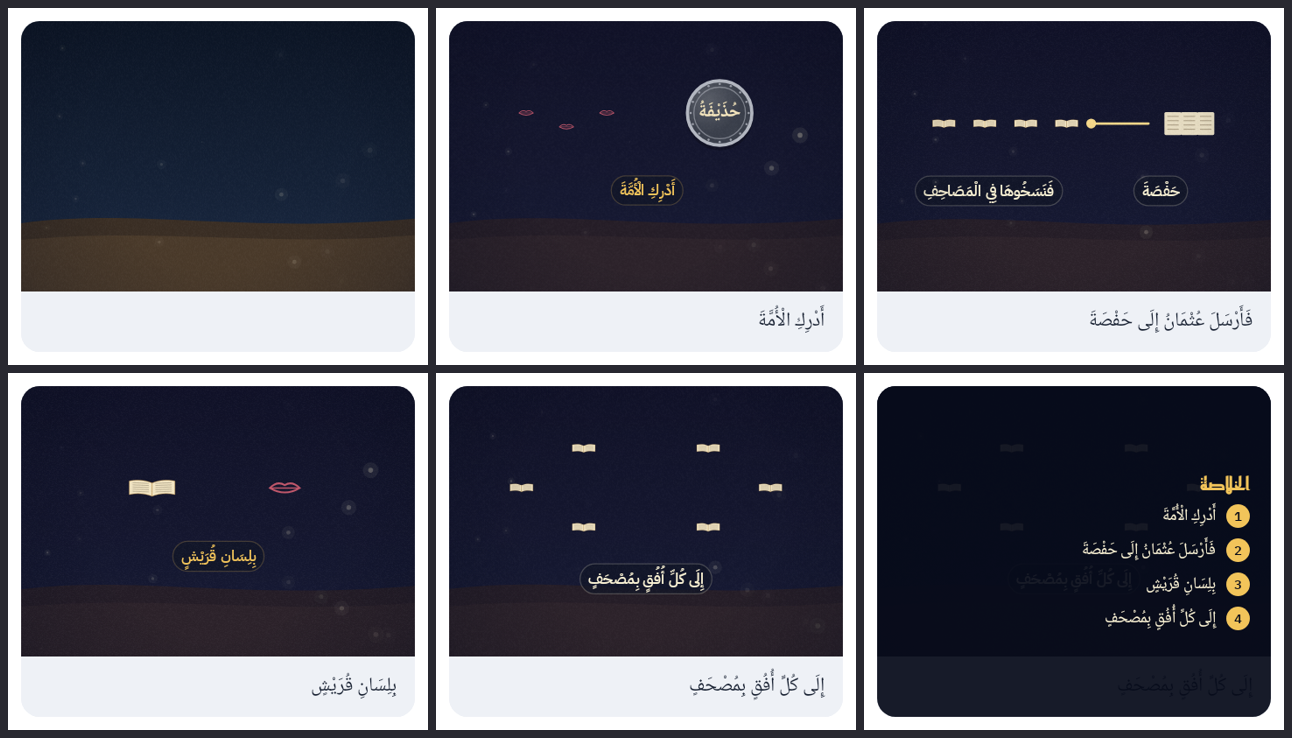 حُذَيْفَةُ
أَدْرِكِ الْأُمَّةَ
أَدْرِكِ الْأُمَّةَ
حَفْصَةَ
فَنَسَخُوهَا فِي الْمَصَاحِفِ
فَأَرْسَلَ عُثْمَانُ إِلَى حَفْصَةَ
بِلِسَانِ قُرَيْشٍ
بِلِسَانِ قُرَيْشٍ
إِلَى كُلِّ أُفُقٍ بِمُصْحَفٍ
إِلَى كُلِّ أُفُقٍ بِمُصْحَفٍ
الخلاصة
1 أَدْرِكِ الْأُمَّةَ
2 فَأَرْسَلَ عُثْمَانُ إِلَى حَفْصَةَ
3 بِلِسَانِ قُرَيْشٍ
إِلَى كُلِّ أُفُقٍ بِمُصْحَفٍ
4 إِلَى كُلِّ أُفُقٍ بِمُصْحَفٍ
إِلَى كُلِّ أُفُقٍ بِمُصْحَفٍ